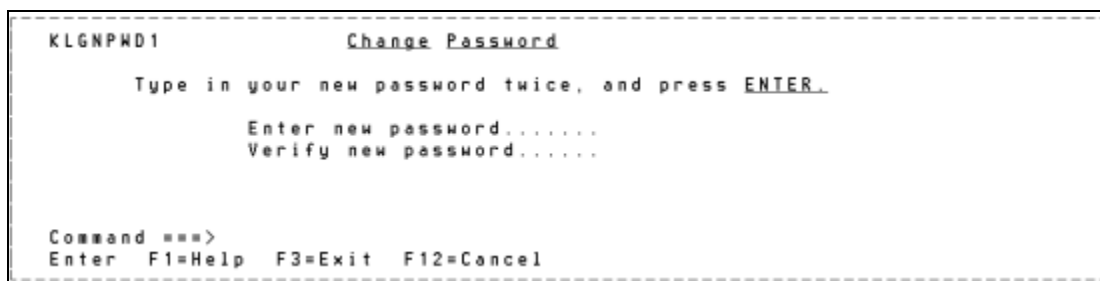 KLGNPWD1 Change Password
Type in your new password twice, and press ENTER.
Enter new password.......
Verify new password......
Command ===>
Enter F1=Help F3=Exit F12=Cancel